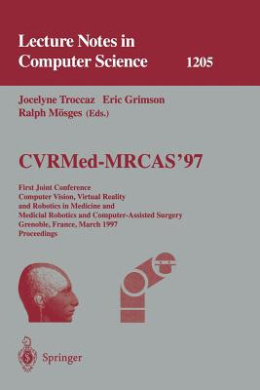 Lecture Notes in
Computer Science 1205
Jocelyne Troccaz Eric Grimson
Ralph Mösges (Eds.)
CVRMed-MRCAS'97
First Joint Conference
Computer Vision, Virtual Reality
and Robotics in Medicine and
Medicial Robotics and Computer-Assisted Surgery
Grenoble, France, March 1997
Proceedings
Springer